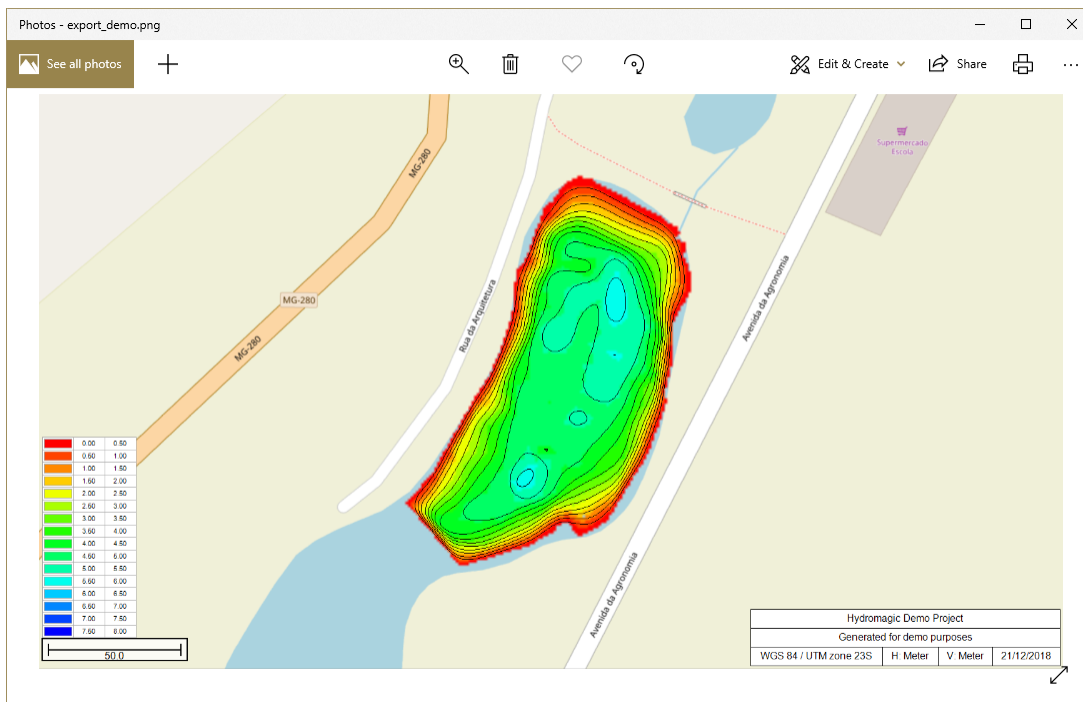 Photos - export_demo.png
See all photos
Edit & Create
Share
Supermercado
Escola
MG-280
MG-280
MG-280
Rua da Arquitetura
Avenida da Agronomia
Avenida da Agronomia
0.00 0.50
0.50 1.00
1.00 1.50
1.50 2.00
2.00 2.50
2.50 3.00
3.00 3.50
3.50 4.00
4.00 4.50
4.50 5.00
5.00 5.50
5.50 6.00
6.00 6.50
6.50 7.00
7.00 7.50
7.50 8.00
50.0
Hydromagic Demo Project
Generated for demo purposes
WGS 84 / UTM zone 23S H. Meter V. Meter 21/12/2018